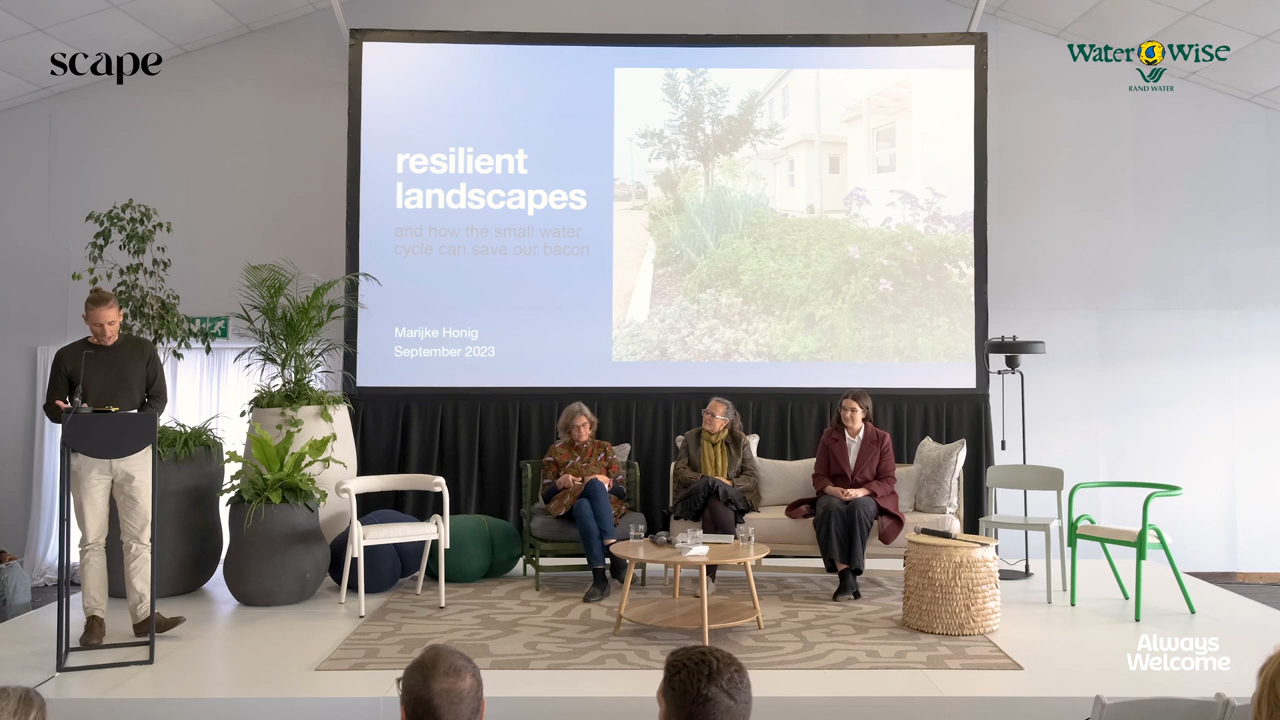 scape
Water Wise
RAND WATER
resilient
landscapes
and how the small water
cycle can save our bacon
Marijke Honig
September 2023
Always
Welcome